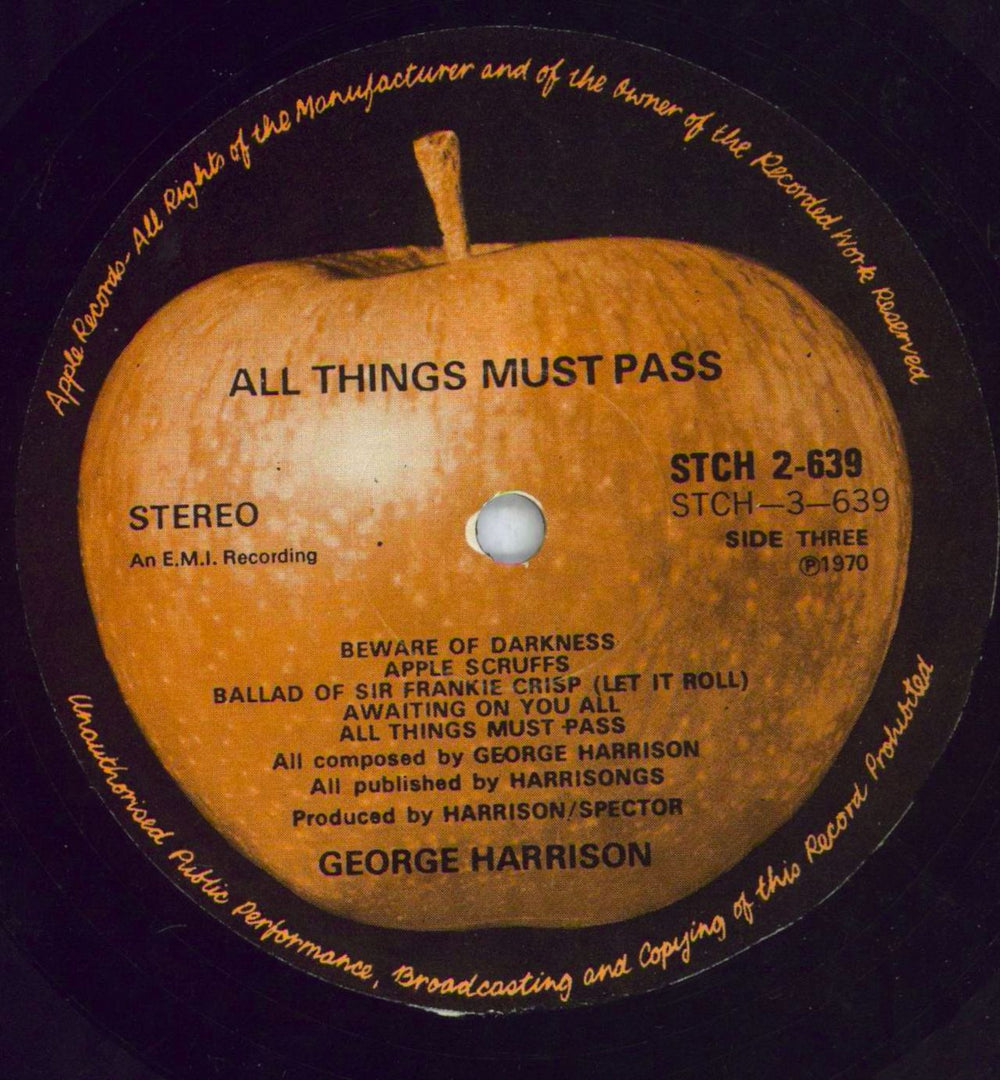 Apple Records - All Rights of the Manufacturer and of the Owner of the Recorded Work Reserved
ALL THINGS MUST PASS
STCH 2-639
STCH—3—639
STEREO
SIDE THREE
An E.M.I. Recording
℗1970
BEWARE OF DARKNESS
APPLE SCRUFFS
BALLAD OF SIR FRANKIE CRISP (LET IT ROLL)
AWAITING ON YOU ALL
ALL THINGS MUST PASS
All composed by GEORGE HARRISON
All published by HARRISONGS
Produced by HARRISON/SPECTOR
GEORGE HARRISON
Unauthorised Public Performance, Broadcasting and Copying of this Record Prohibited